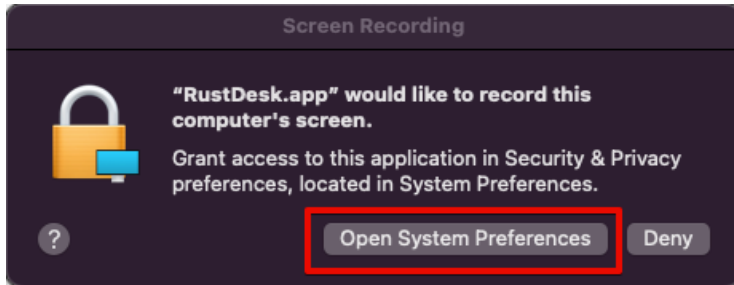 Screen Recording
“RustDesk.app” would like to record this
computer's screen.
Grant access to this application in Security & Privacy
preferences, located in System Preferences.
?
Open System Preferences
Deny